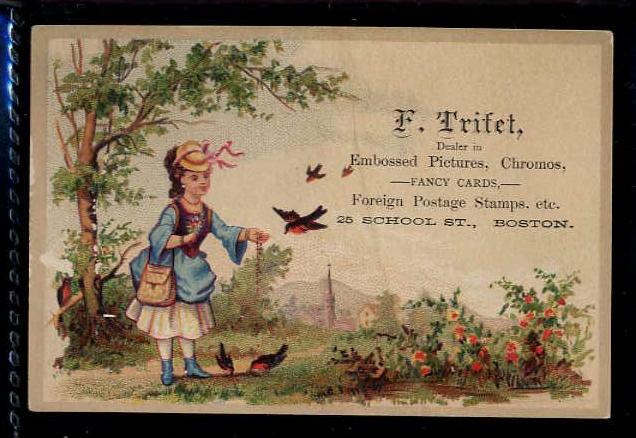 F. Trifet,
Dealer in
Embossed Pictures, Chromos,
—FANCY CARDS,—
Foreign Postage Stamps. etc.
25 SCHOOL ST., BOSTON.